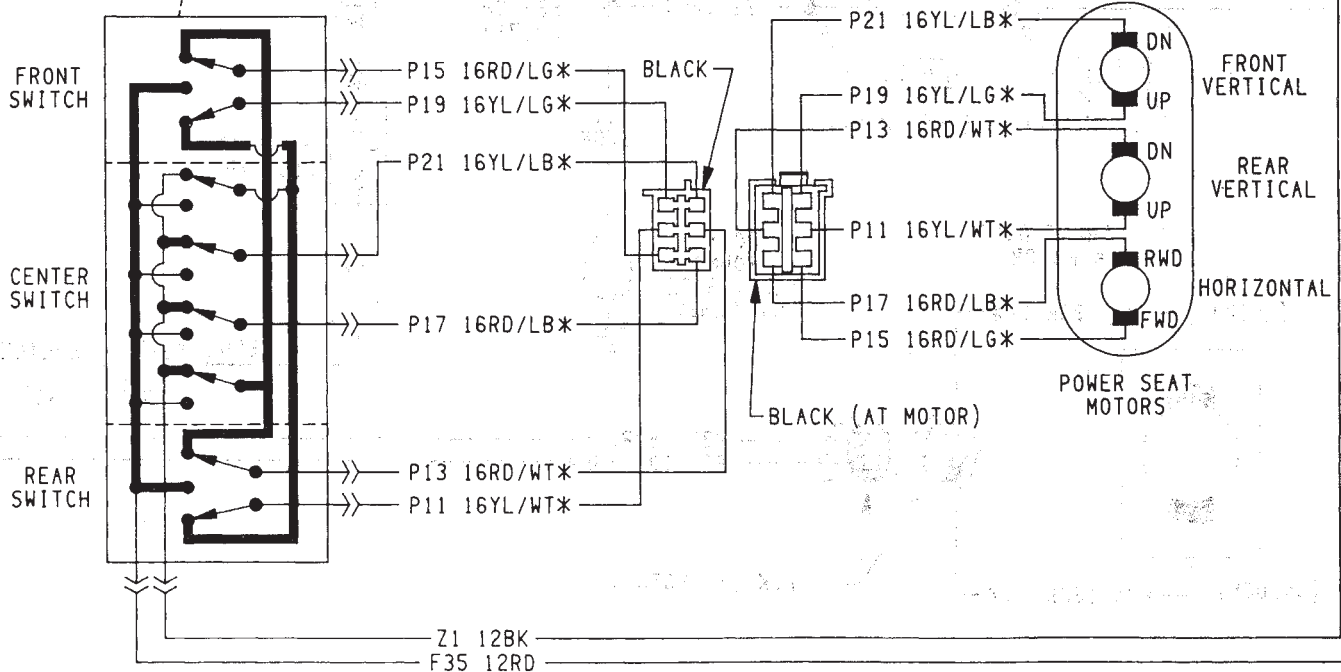 FRONT
SWITCH
CENTER
SWITCH
REAR
SWITCH
P15 16RD/LG*
P19 16YL/LG*
P21 16YL/LB*
P17 16RD/LB*
P13 16RD/WT*
P11 16YL/WT*
BLACK
P21 16YL/LB*
P19 16YL/LG*
P13 16RD/WT*
P11 16YL/WT*
P17 16RD/LB*
P15 16RD/LG*
BLACK (AT MOTOR)
DN
UP
FRONT
VERTICAL
DN
UP
REAR
VERTICAL
RWD
FWD
HORIZONTAL
POWER SEAT
MOTORS
Z1 12BK
F35 12RD